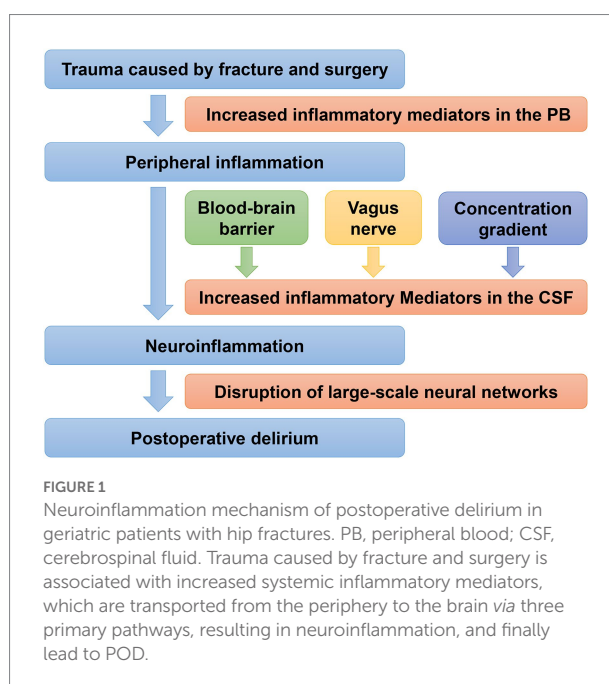 Trauma caused by fracture and surgery
Increased inflammatory mediators in the PB
Peripheral inflammation
Blood-brain
barrier
Vagus
nerve
Concentration
gradient
Increased inflammatory Mediators in the CSF
Neuroinflammation
Disruption of large-scale neural networks
Postoperative delirium
FIGURE 1
Neuroinflammation mechanism of postoperative delirium in
geriatric patients with hip fractures. PB, peripheral blood; CSF,
cerebrospinal fluid. Trauma caused by fracture and surgery is
associated with increased systemic inflammatory mediators,
which are transported from the periphery to the brain via three
primary pathways, resulting in neuroinflammation, and finally
lead to POD.